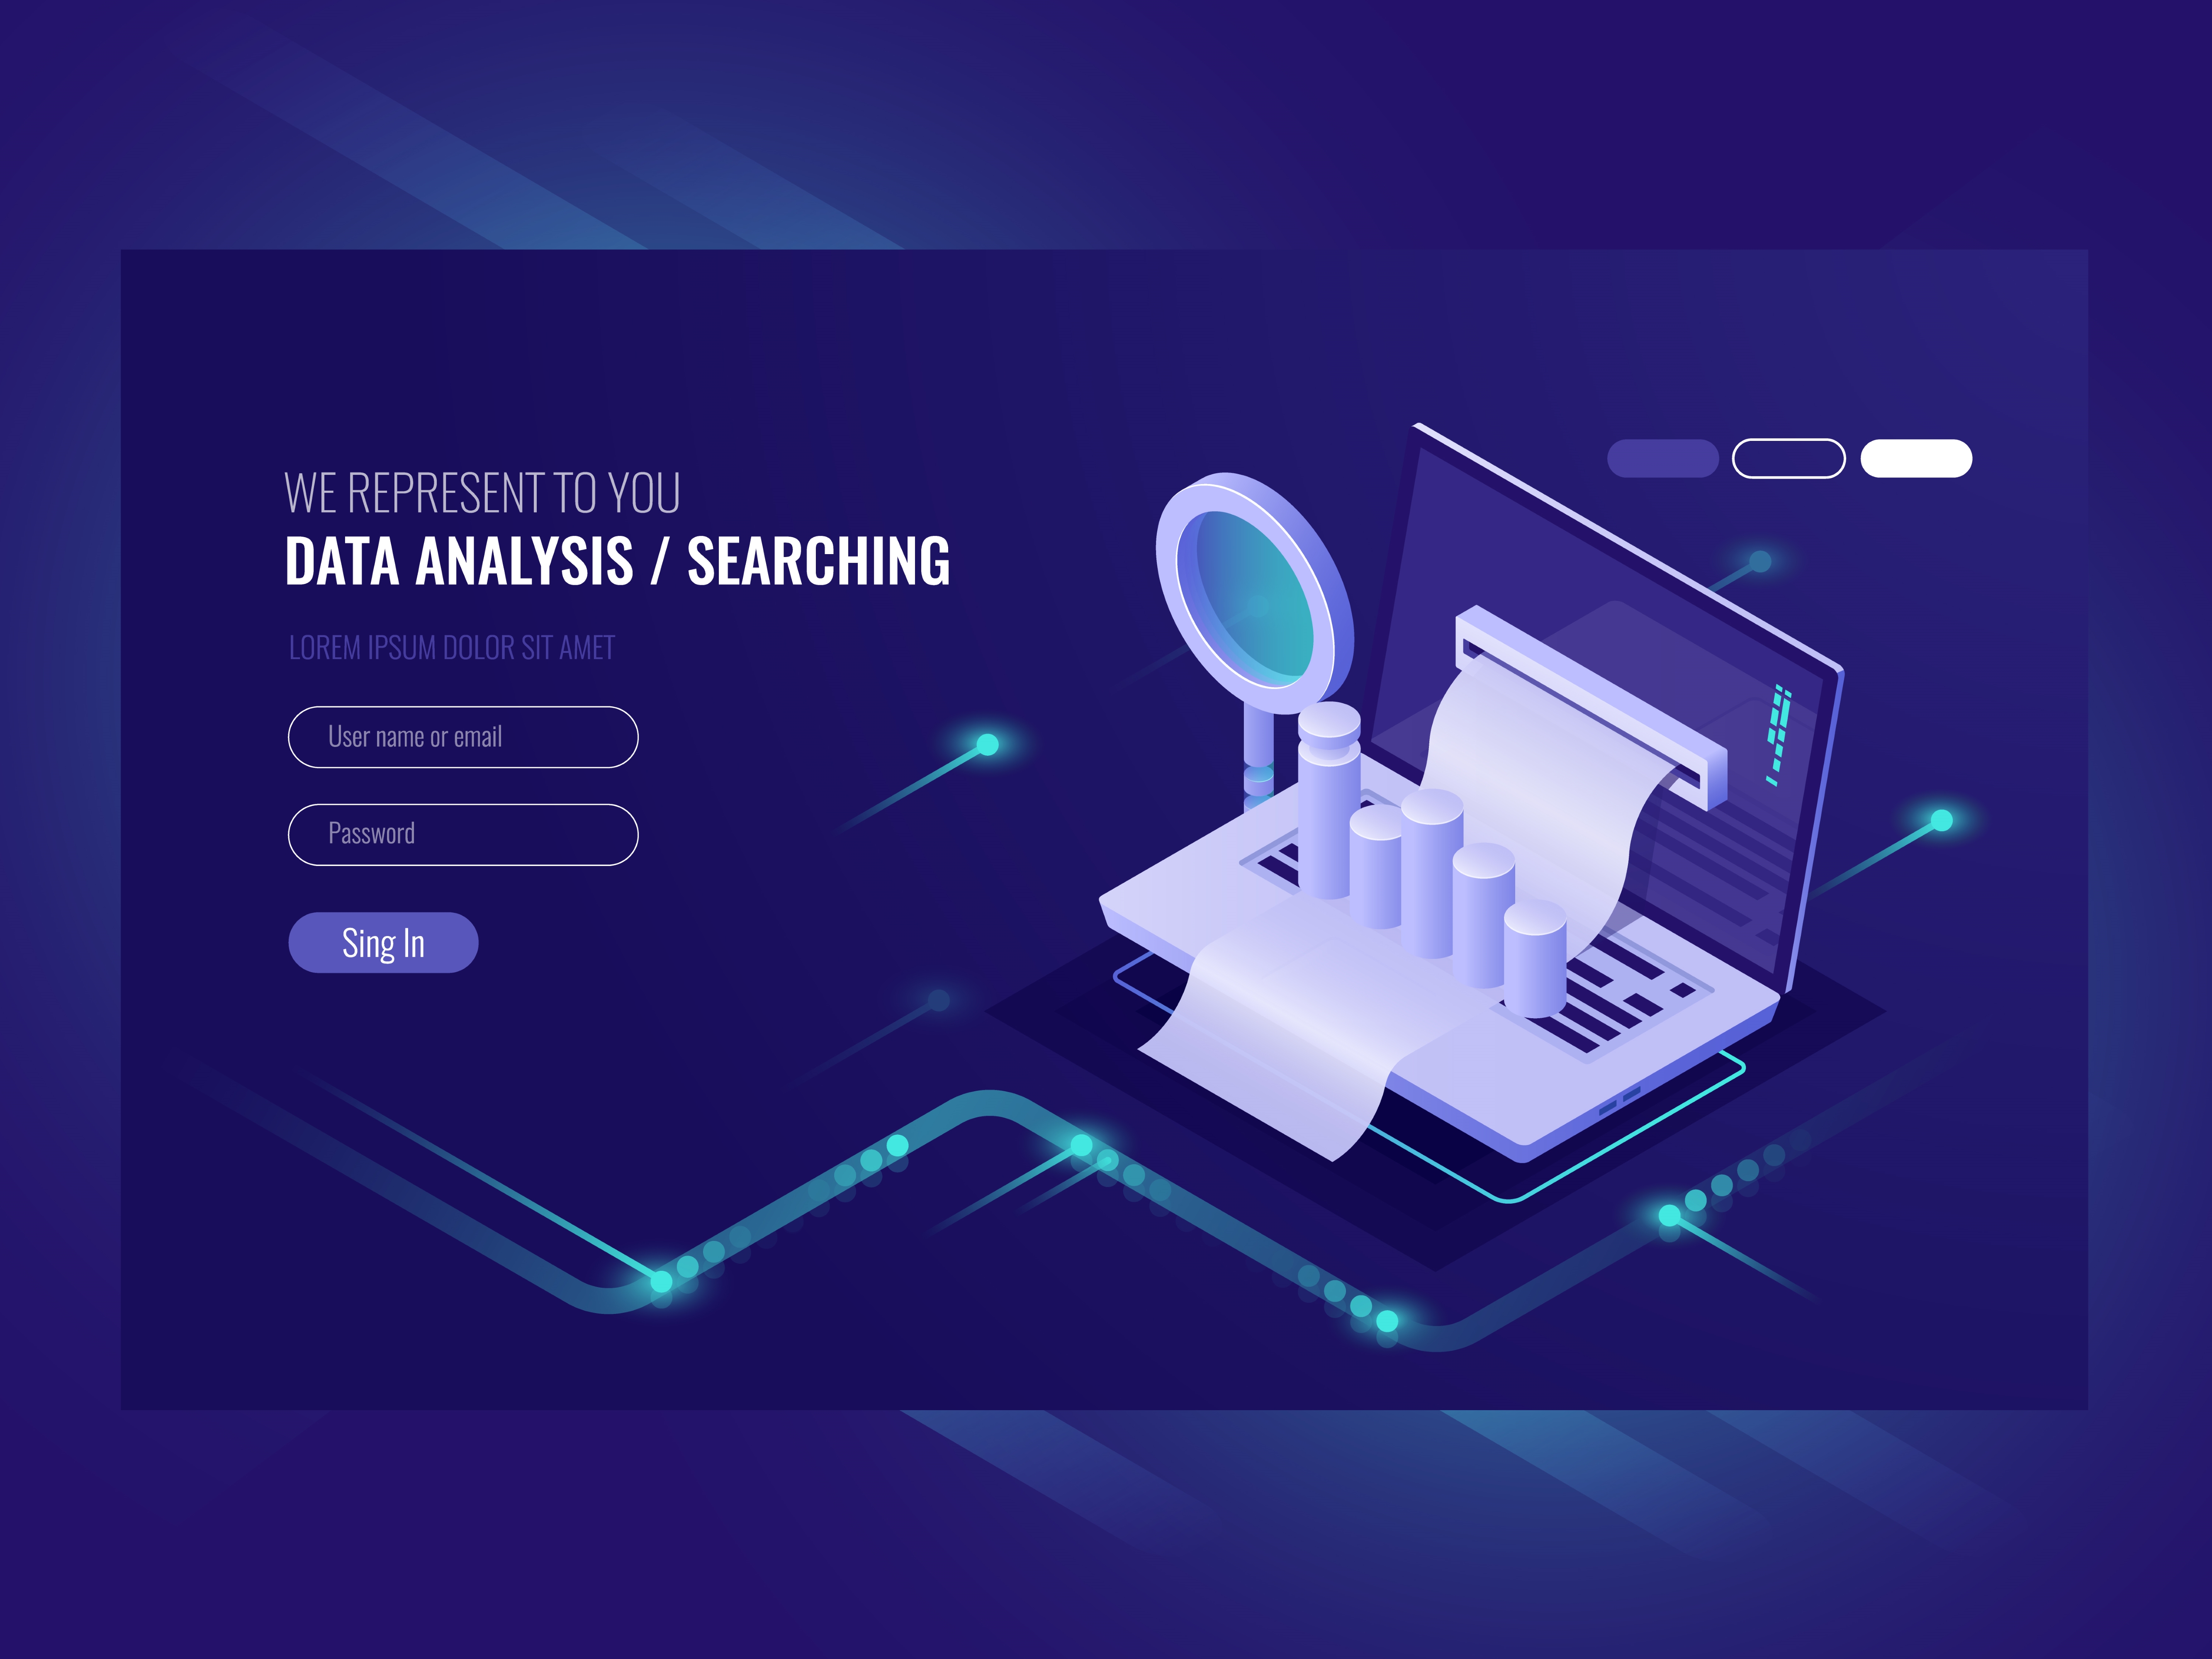 WE REPRESENT TO YOU
DATA ANALYSIS / SEARCHING
LOREM IPSUM DOLOR SIT AMET
User name or email
Password
Sing In